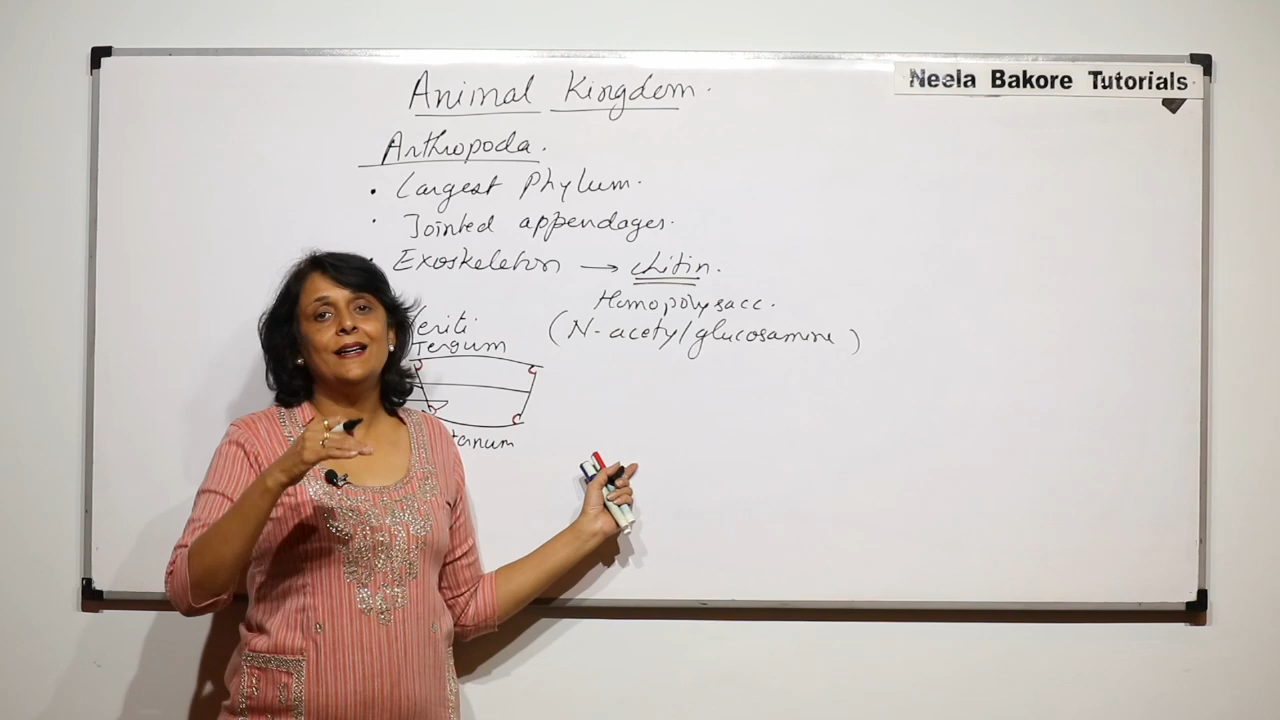 Neela Bakore Tutorials
Animal Kingdom.
Arthropoda.
• Largest Phylum.
• Jointed appendages.
• Exoskeleton → chitin.
Homopolysacc.
(N-acetylglucosamine)
Tergum